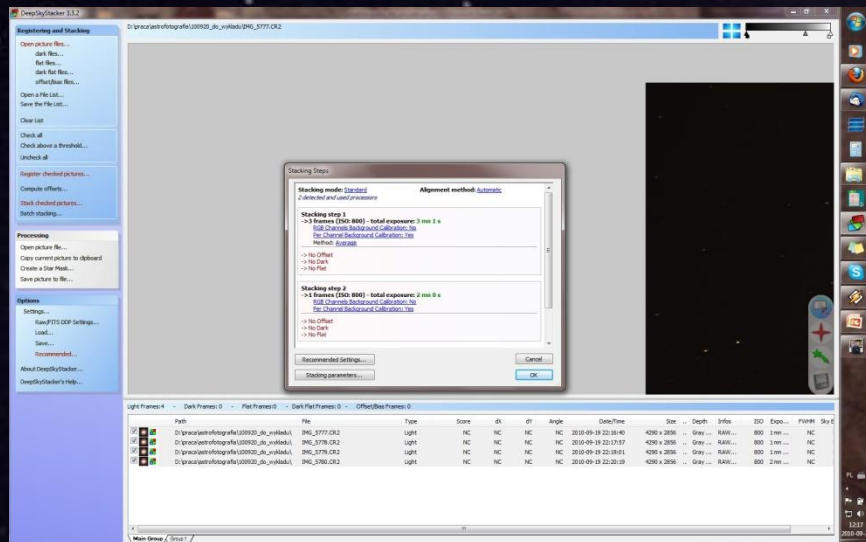 DeepSkyStacker 3.3.2
D:\praca\astrofotografia\100920_do_wykladu\IMG_5777.CR2
Registering and Stacking
Open picture files...
dark files...
flat files...
dark flat files...
offset/bias files...
Open a File List...
Save the File List...
Clear List
Check all
Check above a threshold...
Uncheck all
Register checked pictures...
Compute offsets...
Stack checked pictures...
Batch stacking...
Processing
Open picture file...
Copy current picture to clipboard
Create a Star Mask...
Save picture to file...
Options
Settings...
Raw/FITS DDP Settings...
Load...
Save...
Recommended...
About DeepSkyStacker...
DeepSkyStacker's Help...
Stacking Steps
Stacking mode: Standard Alignment method: Automatic
2 detected and used processors
Stacking step 1
->3 frames (ISO: 800) - total exposure: 3 mn 1 s
RGB Channels Background Calibration: No
Per Channel Background Calibration: Yes
Method: Average
-> No Offset
-> No Dark
-> No Flat
Stacking step 2
->1 frames (ISO: 800) - total exposure: 2 mn 0 s
RGB Channels Background Calibration: No
Per Channel Background Calibration: Yes
-> No Offset
-> No Dark
-> No Flat
Recommended Settings... Cancel
Stacking parameters... OK
Light Frames: 4 - Dark Frames: 0 - Flat Frames: 0 - Dark Flat Frames: 0 - Offset/Bias Frames: 0
Path File Type Score dX dY Angle Date/Time Size .. Depth Infos ISO Expo... FWHM Sky B
D:\praca\astrofotografia\100920_do_wykladu\ IMG_5777.CR2 Light NC NC NC NC 2010-09-19 22:16:40 4290 x 2856 .. Gray ... RAW... 800 1 mn ... NC
D:\praca\astrofotografia\100920_do_wykladu\ IMG_5778.CR2 Light NC NC NC NC 2010-09-19 22:17:57 4290 x 2856 .. Gray ... RAW... 800 1 mn ... NC
D:\praca\astrofotografia\100920_do_wykladu\ IMG_5779.CR2 Light NC NC NC NC 2010-09-19 22:19:01 4290 x 2856 .. Gray ... RAW... 800 1 mn ... NC
D:\praca\astrofotografia\100920_do_wykladu\ IMG_5780.CR2 Light NC NC NC NC 2010-09-19 22:20:19 4290 x 2856 .. Gray ... RAW... 800 2 mn ... NC
Main Group Group 1
PL
12:17
2010-09-